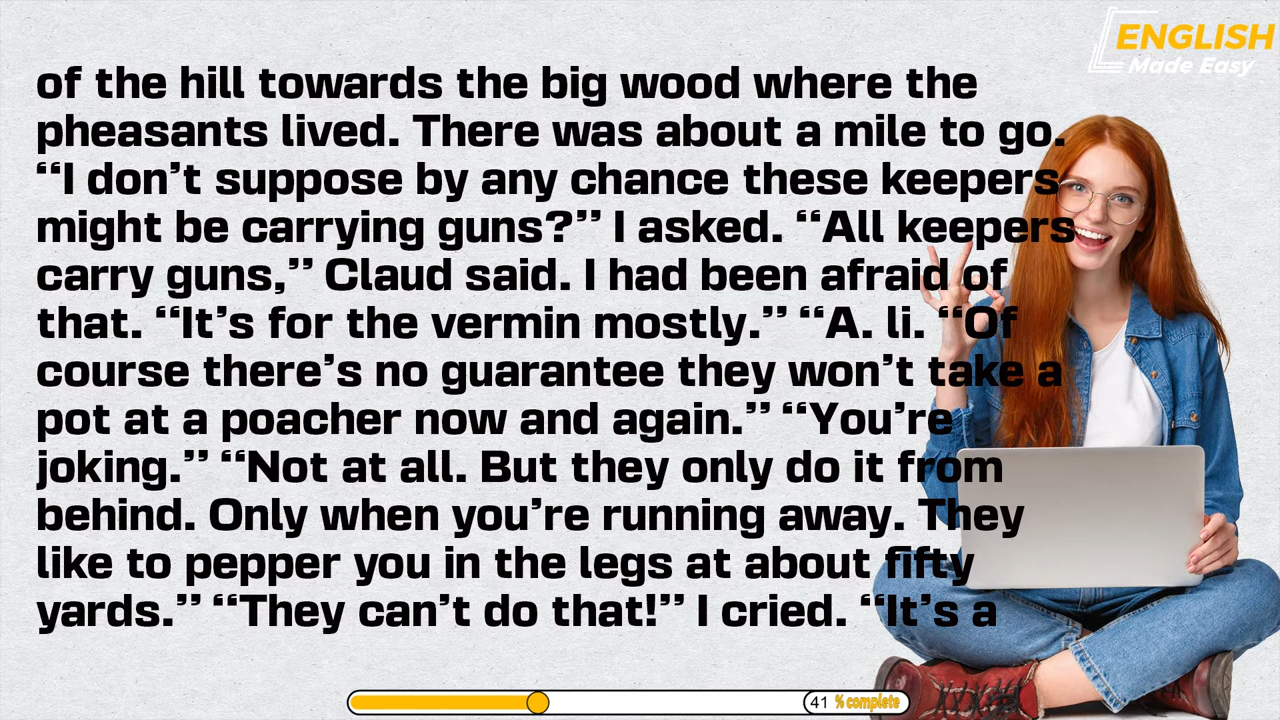 ENGLISH
Made Easy
of the hill towards the big wood where the
pheasants lived. There was about a mile to go.
“I don’t suppose by any chance these keepers
might be carrying guns?” I asked. “All keepers
carry guns,” Claud said. I had been afraid of
that. “It’s for the vermin mostly.” “A. li. “Of
course there’s no guarantee they won’t take a
pot at a poacher now and again.” “You’re
joking.” “Not at all. But they only do it from
behind. Only when you’re running away. They
like to pepper you in the legs at about fifty
yards.” “They can’t do that!” I cried. “It’s a
41 % complete